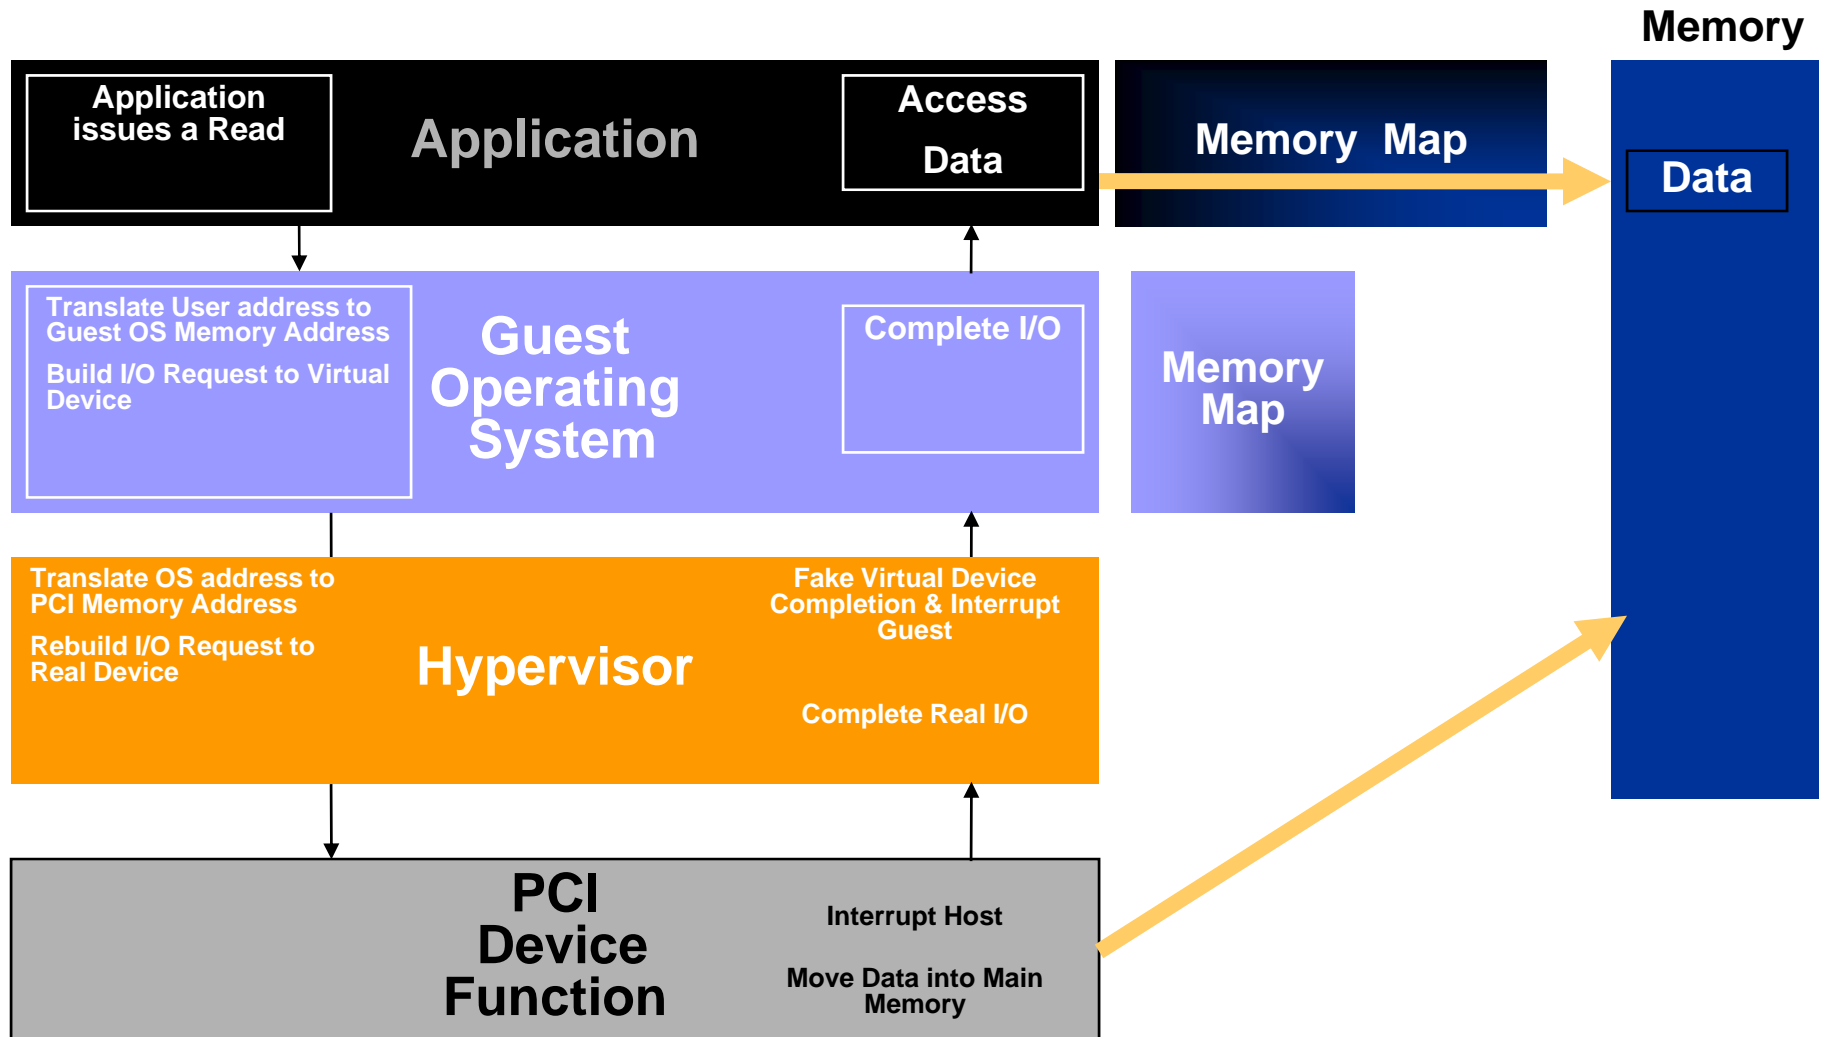 Memory
Application
issues a Read
Application
Access
Data
Memory Map
Data
Translate User address to
Guest OS Memory Address
Build I/O Request to Virtual
Device
Guest
Operating
System
Complete I/O
Memory
Map
Translate OS address to
PCI Memory Address
Rebuild I/O Request to
Real Device
Hypervisor
Fake Virtual Device
Completion & Interrupt
Guest
Complete Real I/O
PCI
Device
Function
Interrupt Host
Move Data into Main
Memory